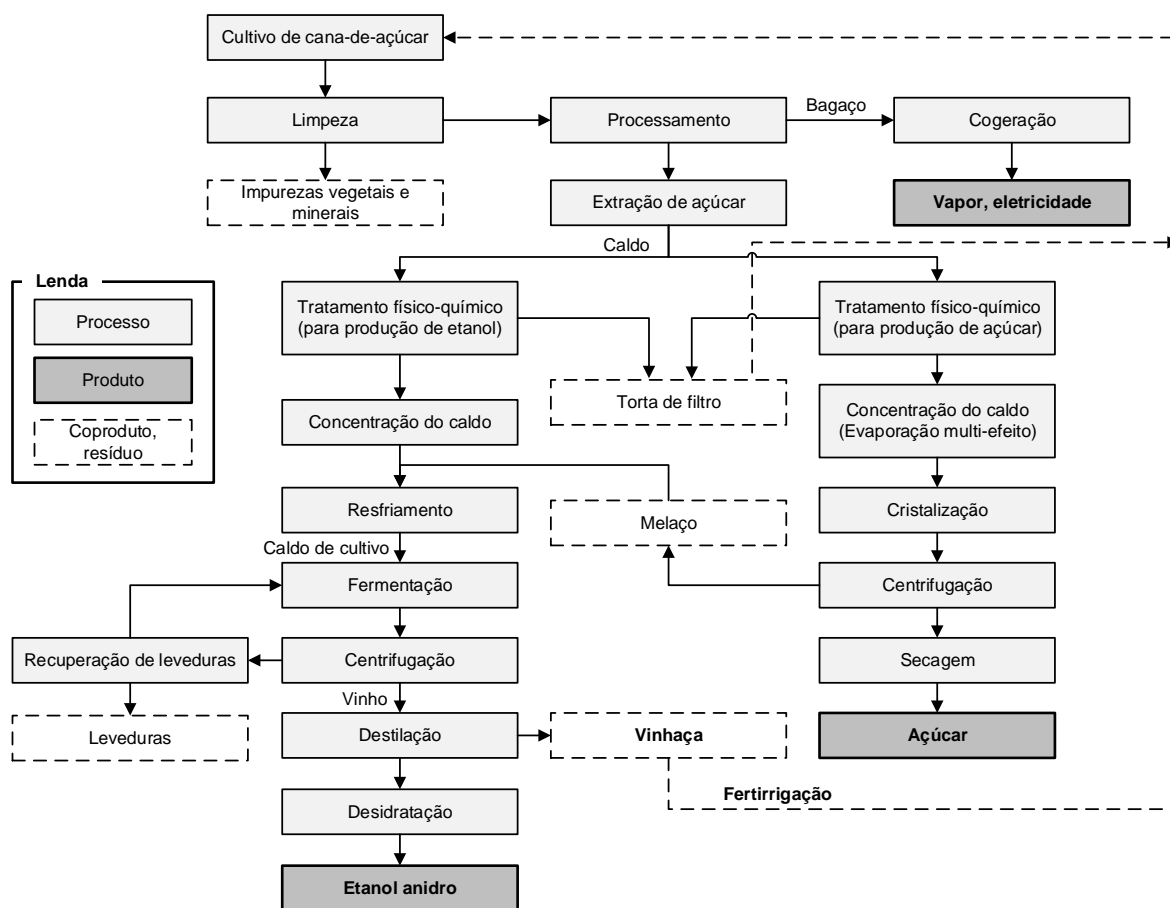 Cultivo de cana-de-açúcar
Limpeza
Processamento
Bagaço
Cogeração
Impurezas vegetais e
minerais
Extração de açúcar
Vapor, eletricidade
Caldo
Lenda
Processo
Produto
Coproduto,
resíduo
Tratamento físico-químico
(para produção de etanol)
Tratamento físico-químico
(para produção de açúcar)
Torta de filtro
Concentração do caldo
Concentração do caldo
(Evaporação multi-efeito)
Resfriamento
Melaço
Cristalização
Caldo de cultivo
Fermentação
Centrifugação
Recuperação de leveduras
Centrifugação
Secagem
Vinho
Leveduras
Destilação
Vinhaça
Açúcar
Fertirrigação
Desidratação
Etanol anidro